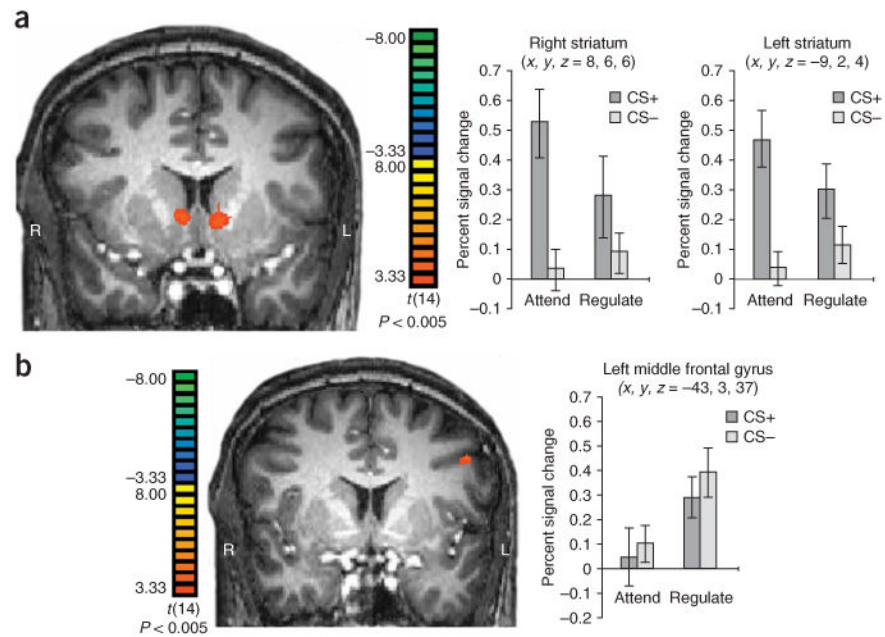 a
−8.00
−3.33
8.00
3.33
t(14)
P < 0.005
R
L
Right striatum
(x, y, z = 8, 6, 6)
Percent signal change
0.7
0.6
0.5
0.4
0.3
0.2
0.1
0
−0.1
CS+
CS−
Attend
Regulate
Left striatum
(x, y, z = −9, 2, 4)
Percent signal change
0.7
0.6
0.5
0.4
0.3
0.2
0.1
0
−0.1
CS+
CS−
Attend
Regulate
b
−8.00
−3.33
8.00
3.33
t(14)
P < 0.005
R
L
Left middle frontal gyrus
(x, y, z = −43, 3, 37)
Percent signal change
0.7
0.6
0.5
0.4
0.3
0.2
0.1
0
−0.1
−0.2
CS+
CS−
Attend
Regulate